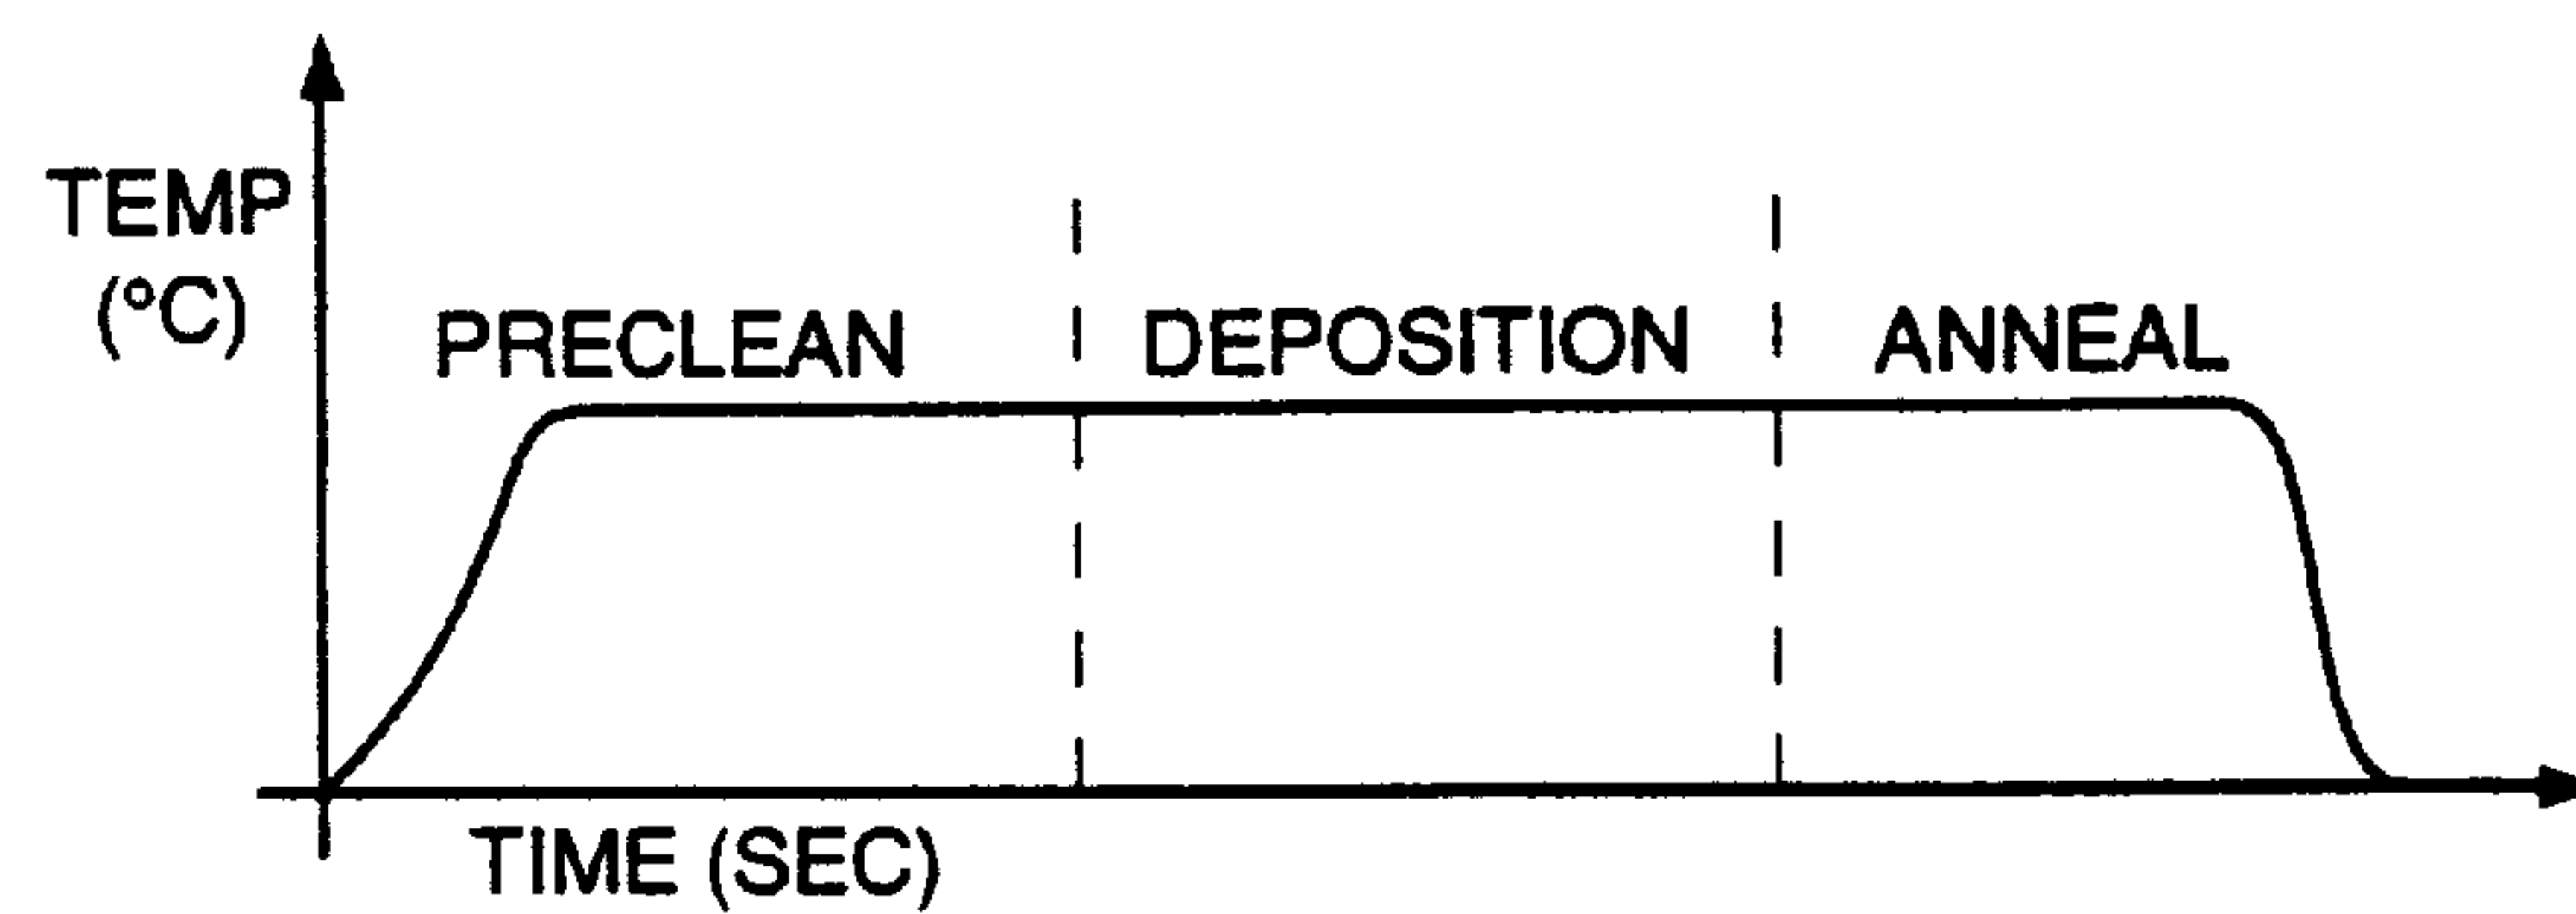 TEMP
(°C)
PRECLEAN
DEPOSITION
ANNEAL
TIME (SEC)